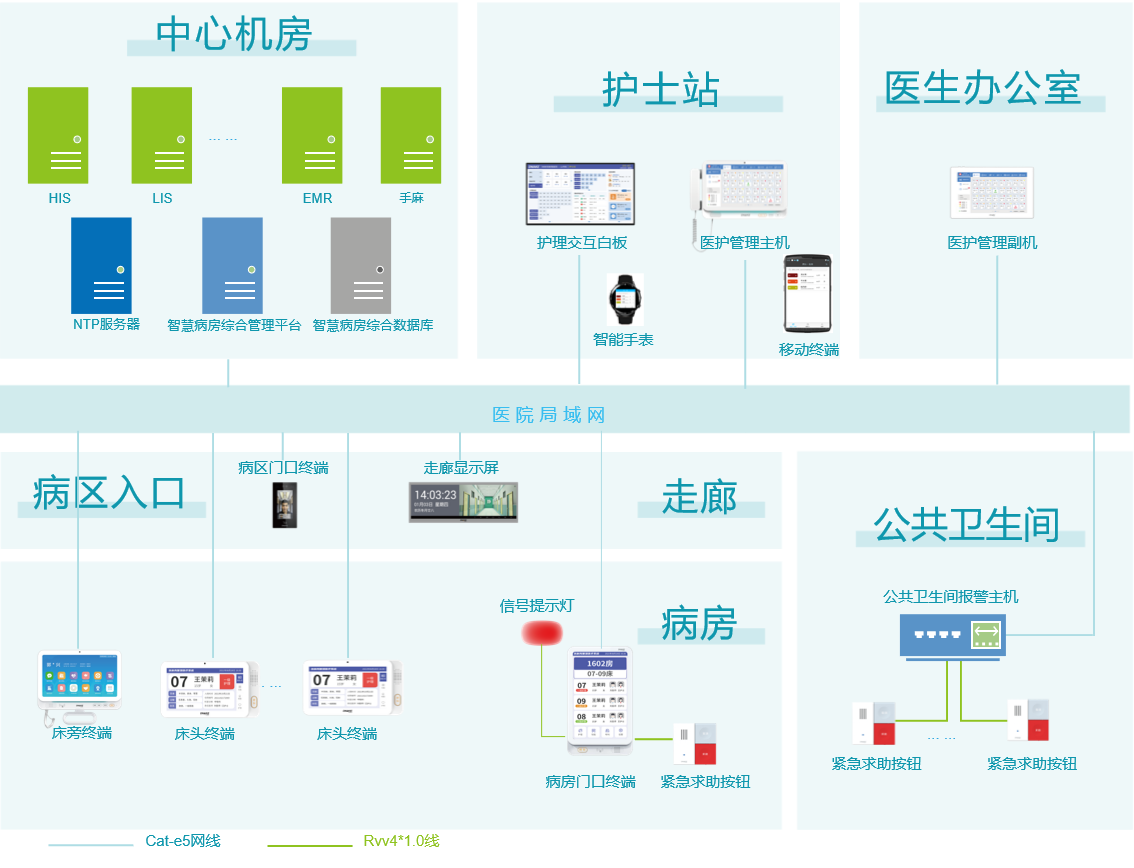 中心机房
HIS
LIS
... ...
EMR
手麻
NTP服务器
智慧病房综合管理平台
智慧病房综合数据库
护士站
护理交互白板
医护管理主机
智能手表
移动终端
医生办公室
医护管理副机
医院局域网
病区入口
病区门口终端
走廊显示屏
14:03:23
走廊
公共卫生间
公共卫生间报警主机
紧急求助按钮
... ...
紧急求助按钮
病房
信号提示灯
1602房
07-09床
07 王茉莉
09 王茉莉
08 王茉莉
床旁终端
07 王茉莉
床头终端
... ...
07 王茉莉
床头终端
病房门口终端
紧急求助按钮
Cat-e5网线
Rvv4*1.0线